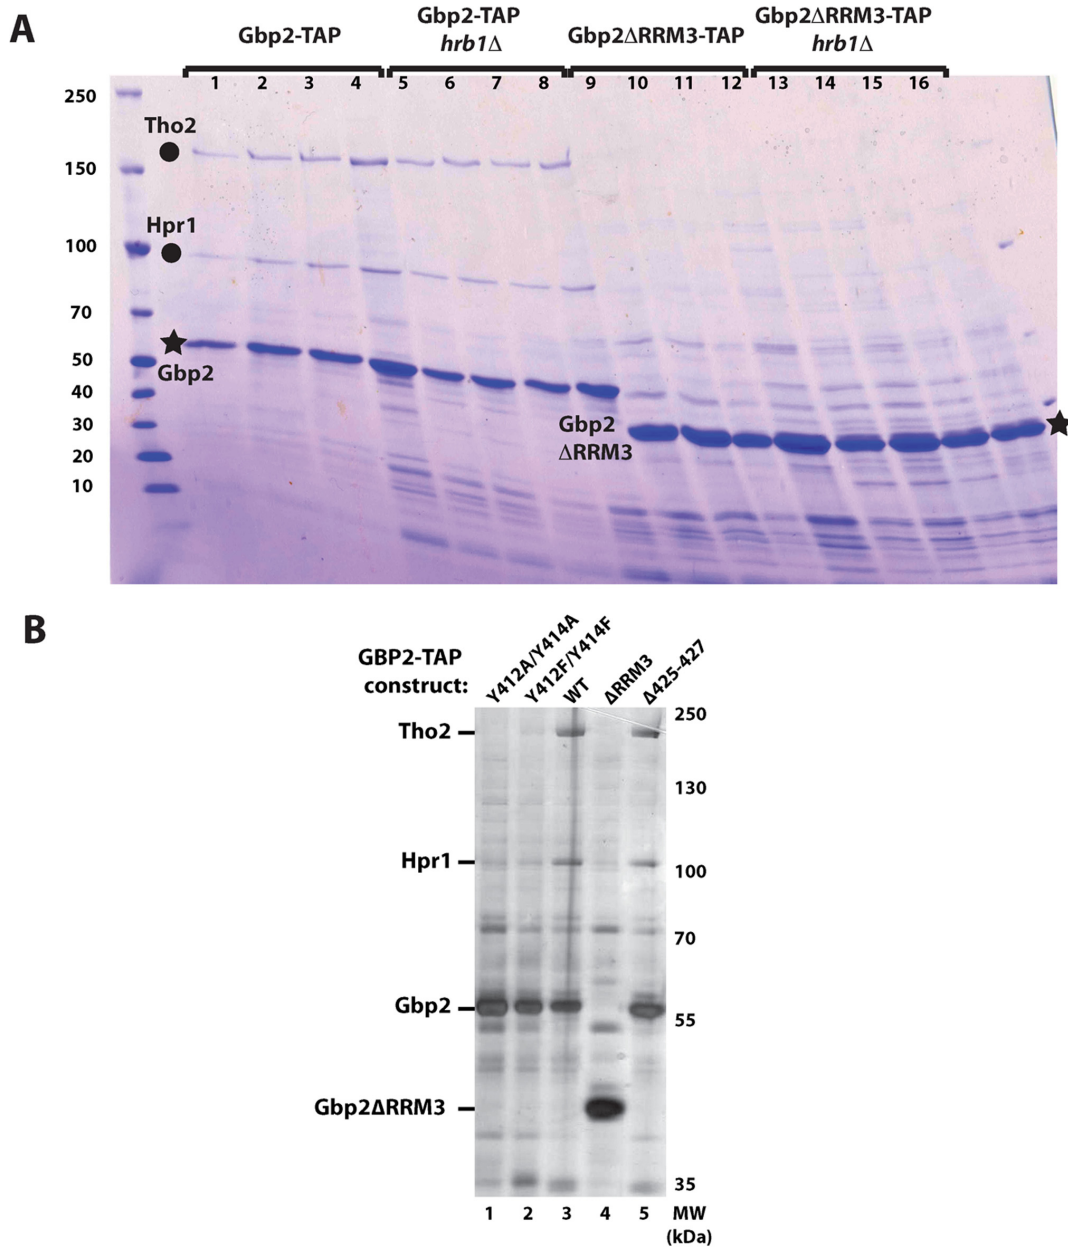 A
Gbp2-TAP
Gbp2-TAP
hrb1Δ
Gbp2ΔRRM3-TAP
Gbp2ΔRRM3-TAP
hrb1Δ
1 2 3 4 5 6 7 8 9 10 11 12 13 14 15 16
250
Tho2
150
Hpr1
100
70
50
Gbp2
40
30
20
10
Gbp2
ΔRRM3
B
GBP2-TAP
construct:
Y412A/Y414A
Y412F/Y414F
WT
ΔRRM3
Δ425-427
Tho2
250
130
Hpr1
100
70
Gbp2
55
Gbp2ΔRRM3
35
1 2 3 4 5 MW
(kDa)